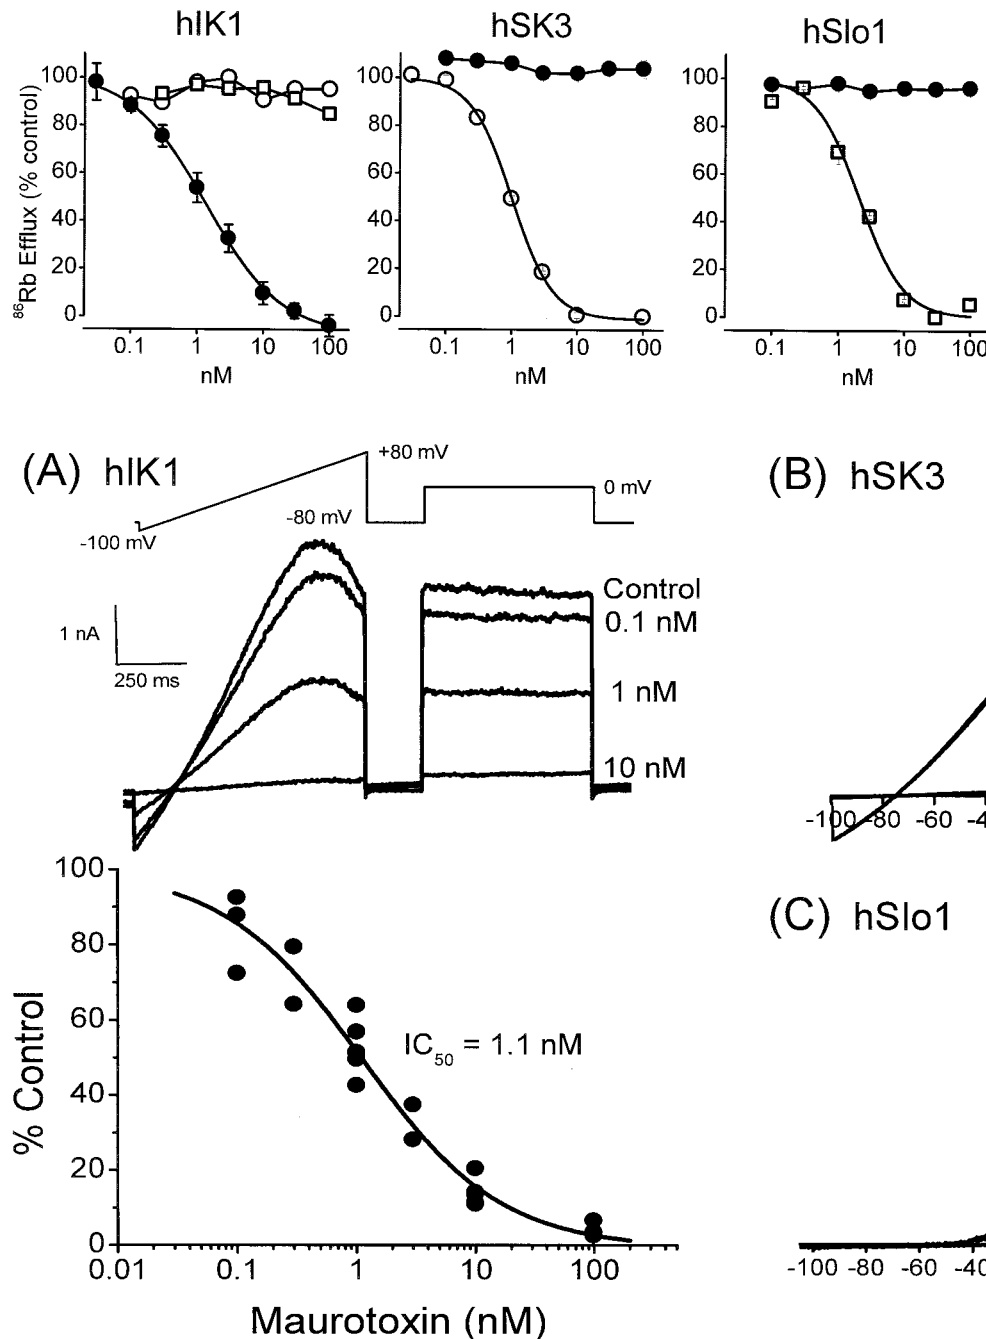 hIK1
hSK3
hSlo1
⁸⁶Rb Efflux (% control)
100
80
60
40
20
0
0.1 1 10 100
nM
100
80
60
40
20
0
0.1 1 10 100
nM
100
80
60
40
20
0
0.1 1 10 100
nM
(A) hIK1
+80 mV
0 mV
-80 mV
-100 mV
1 nA
250 ms
Control
0.1 nM
1 nM
10 nM
(B) hSK3
-100 -80 -60 -4
% Control
100
80
60
40
20
0
IC₅₀ = 1.1 nM
0.01 0.1 1 10 100
Maurotoxin (nM)
(C) hSlo1
-100 -80 -60 -40